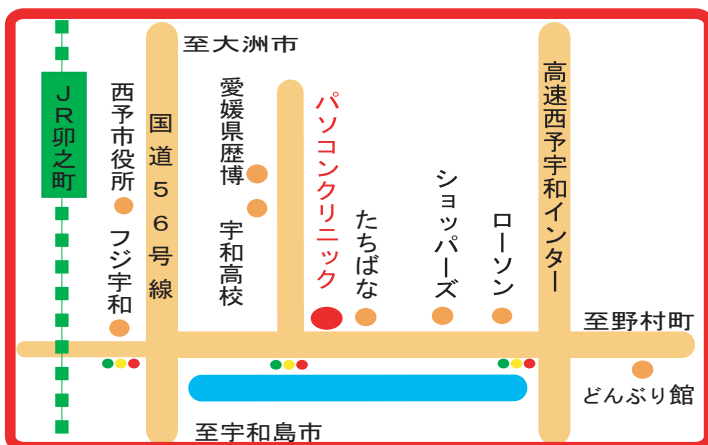 至大洲市
JR卯之町
西予市役所
国道56号線
愛媛県歴博
パソコンクリニック
高速西予宇和インター
フジ宇和
宇和高校
たちばな
ショッパーズ
ローソン
至野村町
どんぶり館
至宇和島市